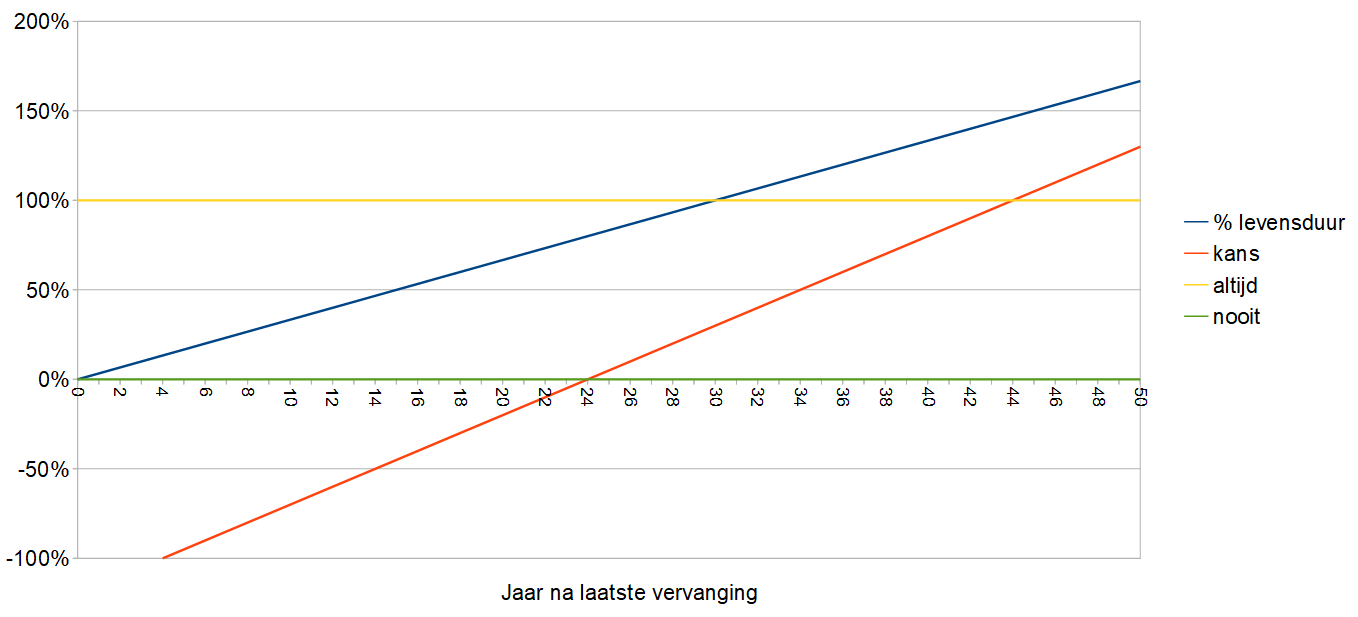 200%
150%
100%
50%
0%
-50%
-100%
0 2 4 6 8 10 12 14 16 18 20 22 24 26 28 30 32 34 36 38 40 42 44 46 48 50
Jaar na laatste vervanging
% levensduur
kans
altijd
nooit